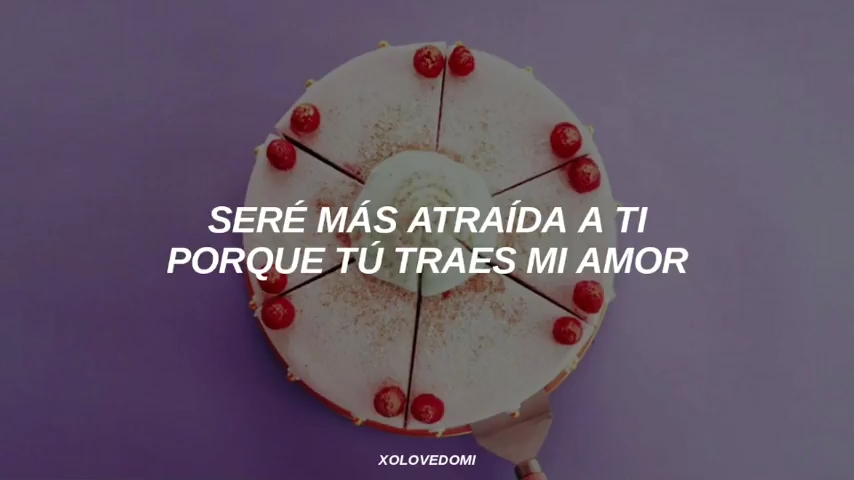 SERÉ MÁS ATRAÍDA A TI
PORQUE TÚ TRAES MI AMOR
XOLOVEDOMI